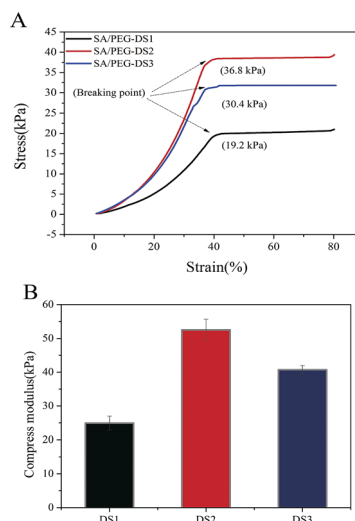 A
SA/PEG-DS1
SA/PEG-DS2
SA/PEG-DS3
(Breaking point)
(36.8 kPa)
(30.4 kPa)
(19.2 kPa)
45
40
35
30
25
20
15
10
5
0
-5
Stress(kPa)
0 20 40 60 80
Strain(%)
B
60
50
40
30
20
10
0
Compress modulus(kPa)
DS1 DS2 DS3